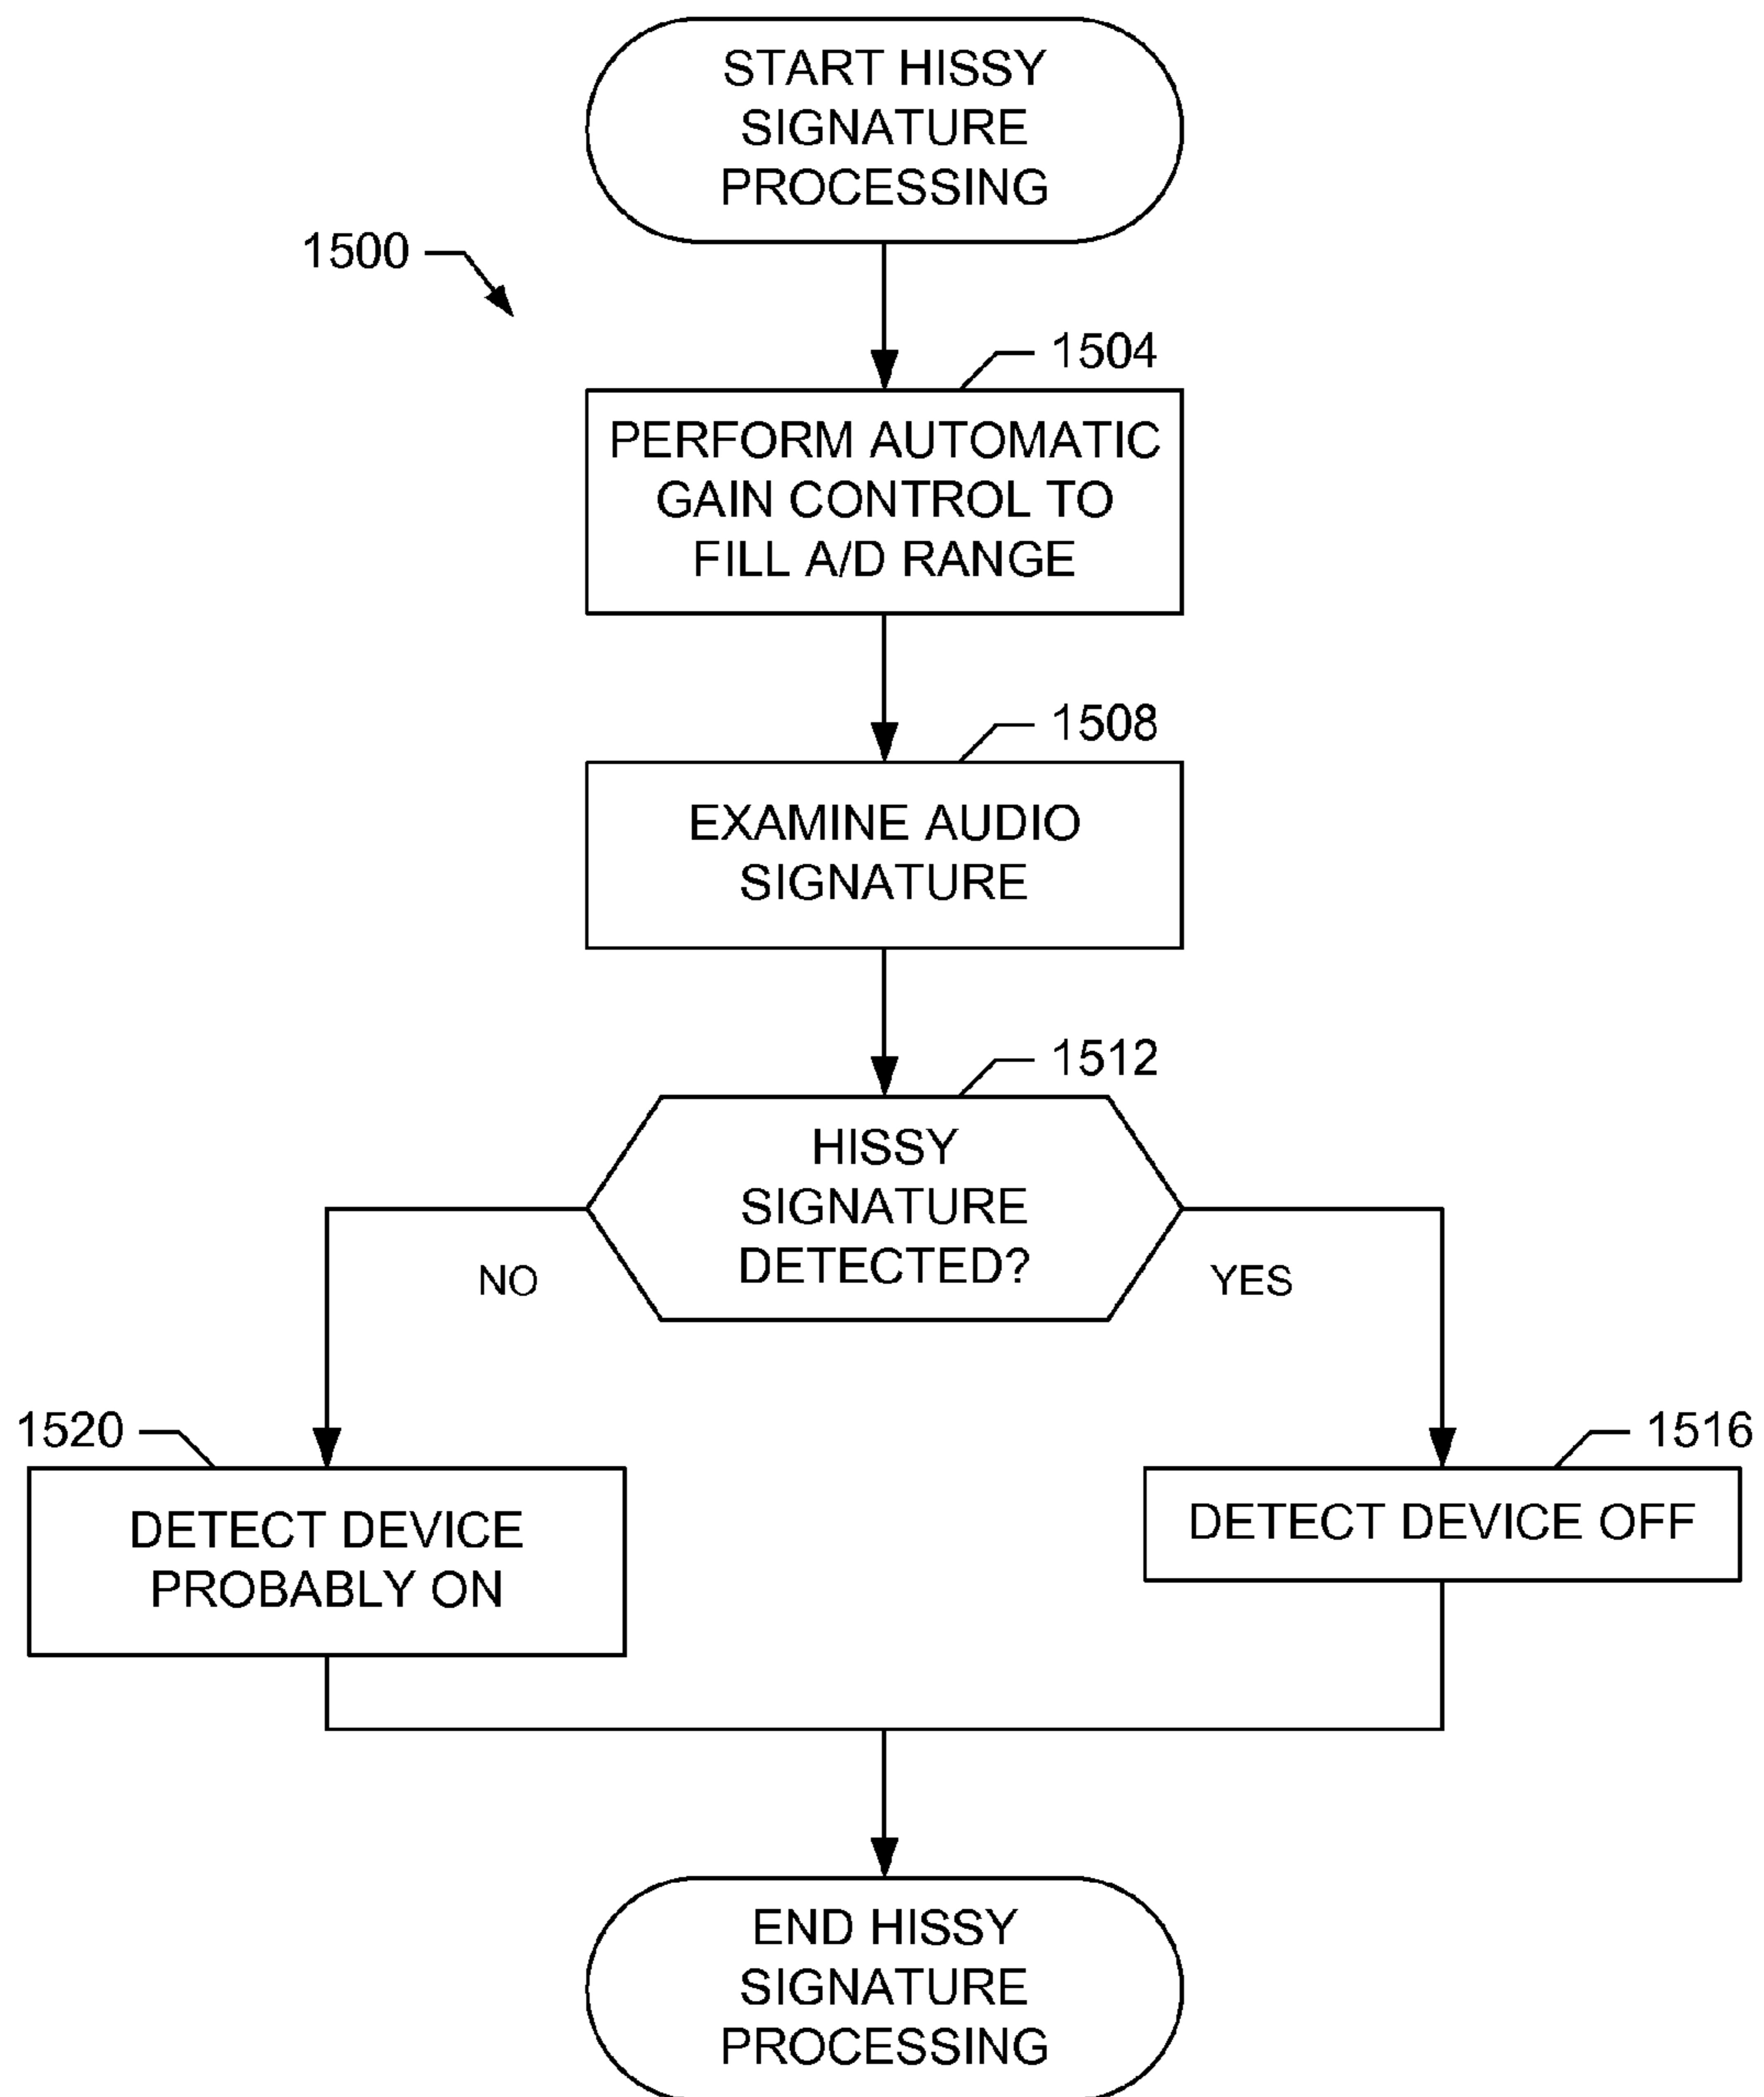 START HISSY
SIGNATURE
PROCESSING
1500
1504
PERFORM AUTOMATIC
GAIN CONTROL TO
FILL A/D RANGE
1508
EXAMINE AUDIO
SIGNATURE
1512
HISSY
SIGNATURE
DETECTED?
NO
YES
1520
DETECT DEVICE
PROBABLY ON
1516
DETECT DEVICE OFF
END HISSY
SIGNATURE
PROCESSING